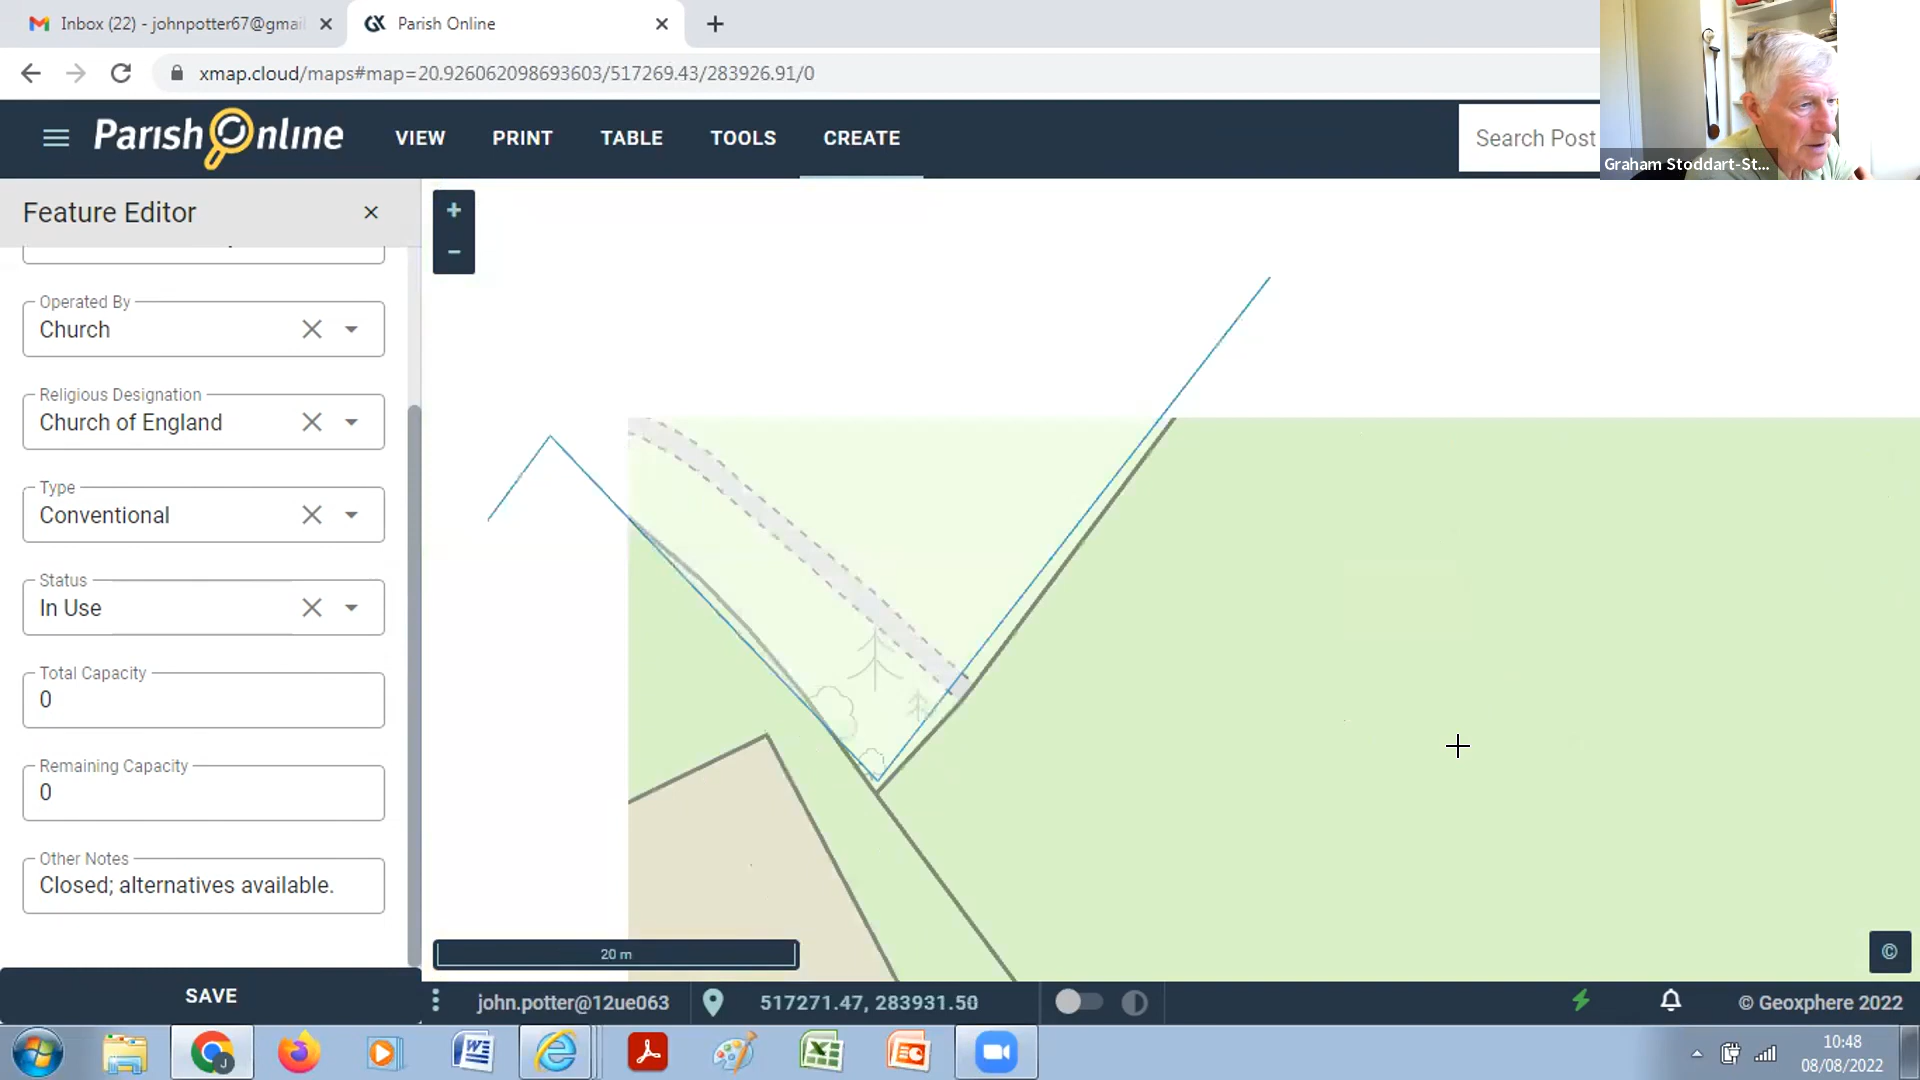 Inbox (22) - johnpotter67@gmai
Parish Online
xmap.cloud/maps#map=20.926062098693603/517269.43/283926.91/0
Parish Online
VIEW
PRINT
TABLE
TOOLS
CREATE
Search Post
Graham Stoddart-St...
Feature Editor
Operated By
Church
Religious Designation
Church of England
Type
Conventional
Status
In Use
Total Capacity
0
Remaining Capacity
0
Other Notes
Closed; alternatives available.
SAVE
20 m
©
john.potter@12ue063
517271.47, 283931.50
© Geoxphere 2022
10:48
08/08/2022